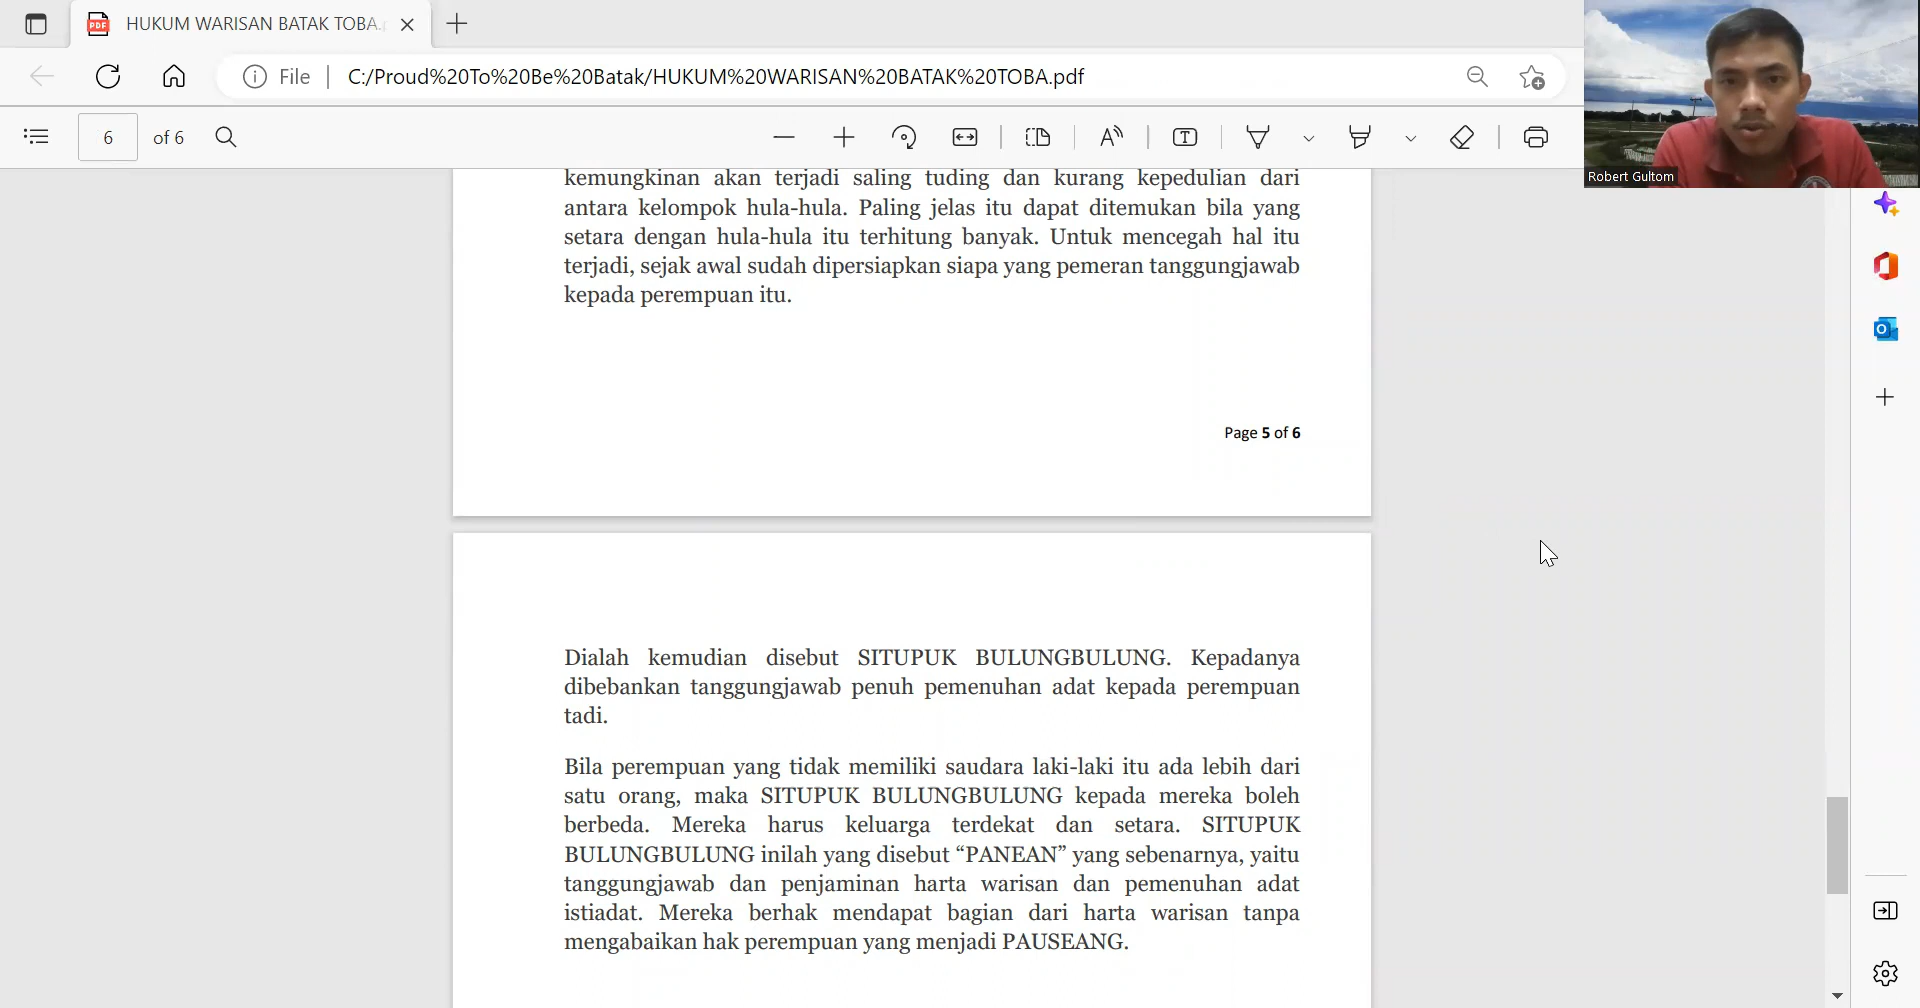 HUKUM WARISAN BATAK TOBA.
File
C:/Proud%20To%20Be%20Batak/HUKUM%20WARISAN%20BATAK%20TOBA.pdf
6 of 6
Robert Gultom
kemungkinan akan terjadi saling tuding dan kurang kepedulian dari
antara kelompok hula-hula. Paling jelas itu dapat ditemukan bila yang
setara dengan hula-hula itu terhitung banyak. Untuk mencegah hal itu
terjadi, sejak awal sudah dipersiapkan siapa yang pemeran tanggungjawab
kepada perempuan itu.
Page 5 of 6
Dialah kemudian disebut SITUPUK BULUNGBULUNG. Kepadanya
dibebankan tanggungjawab penuh pemenuhan adat kepada perempuan
tadi.
Bila perempuan yang tidak memiliki saudara laki-laki itu ada lebih dari
satu orang, maka SITUPUK BULUNGBULUNG kepada mereka boleh
berbeda. Mereka harus keluarga terdekat dan setara. SITUPUK
BULUNGBULUNG inilah yang disebut “PANEAN” yang sebenarnya, yaitu
tanggungjawab dan penjaminan harta warisan dan pemenuhan adat
istiadat. Mereka berhak mendapat bagian dari harta warisan tanpa
mengabaikan hak perempuan yang menjadi PAUSEANG.